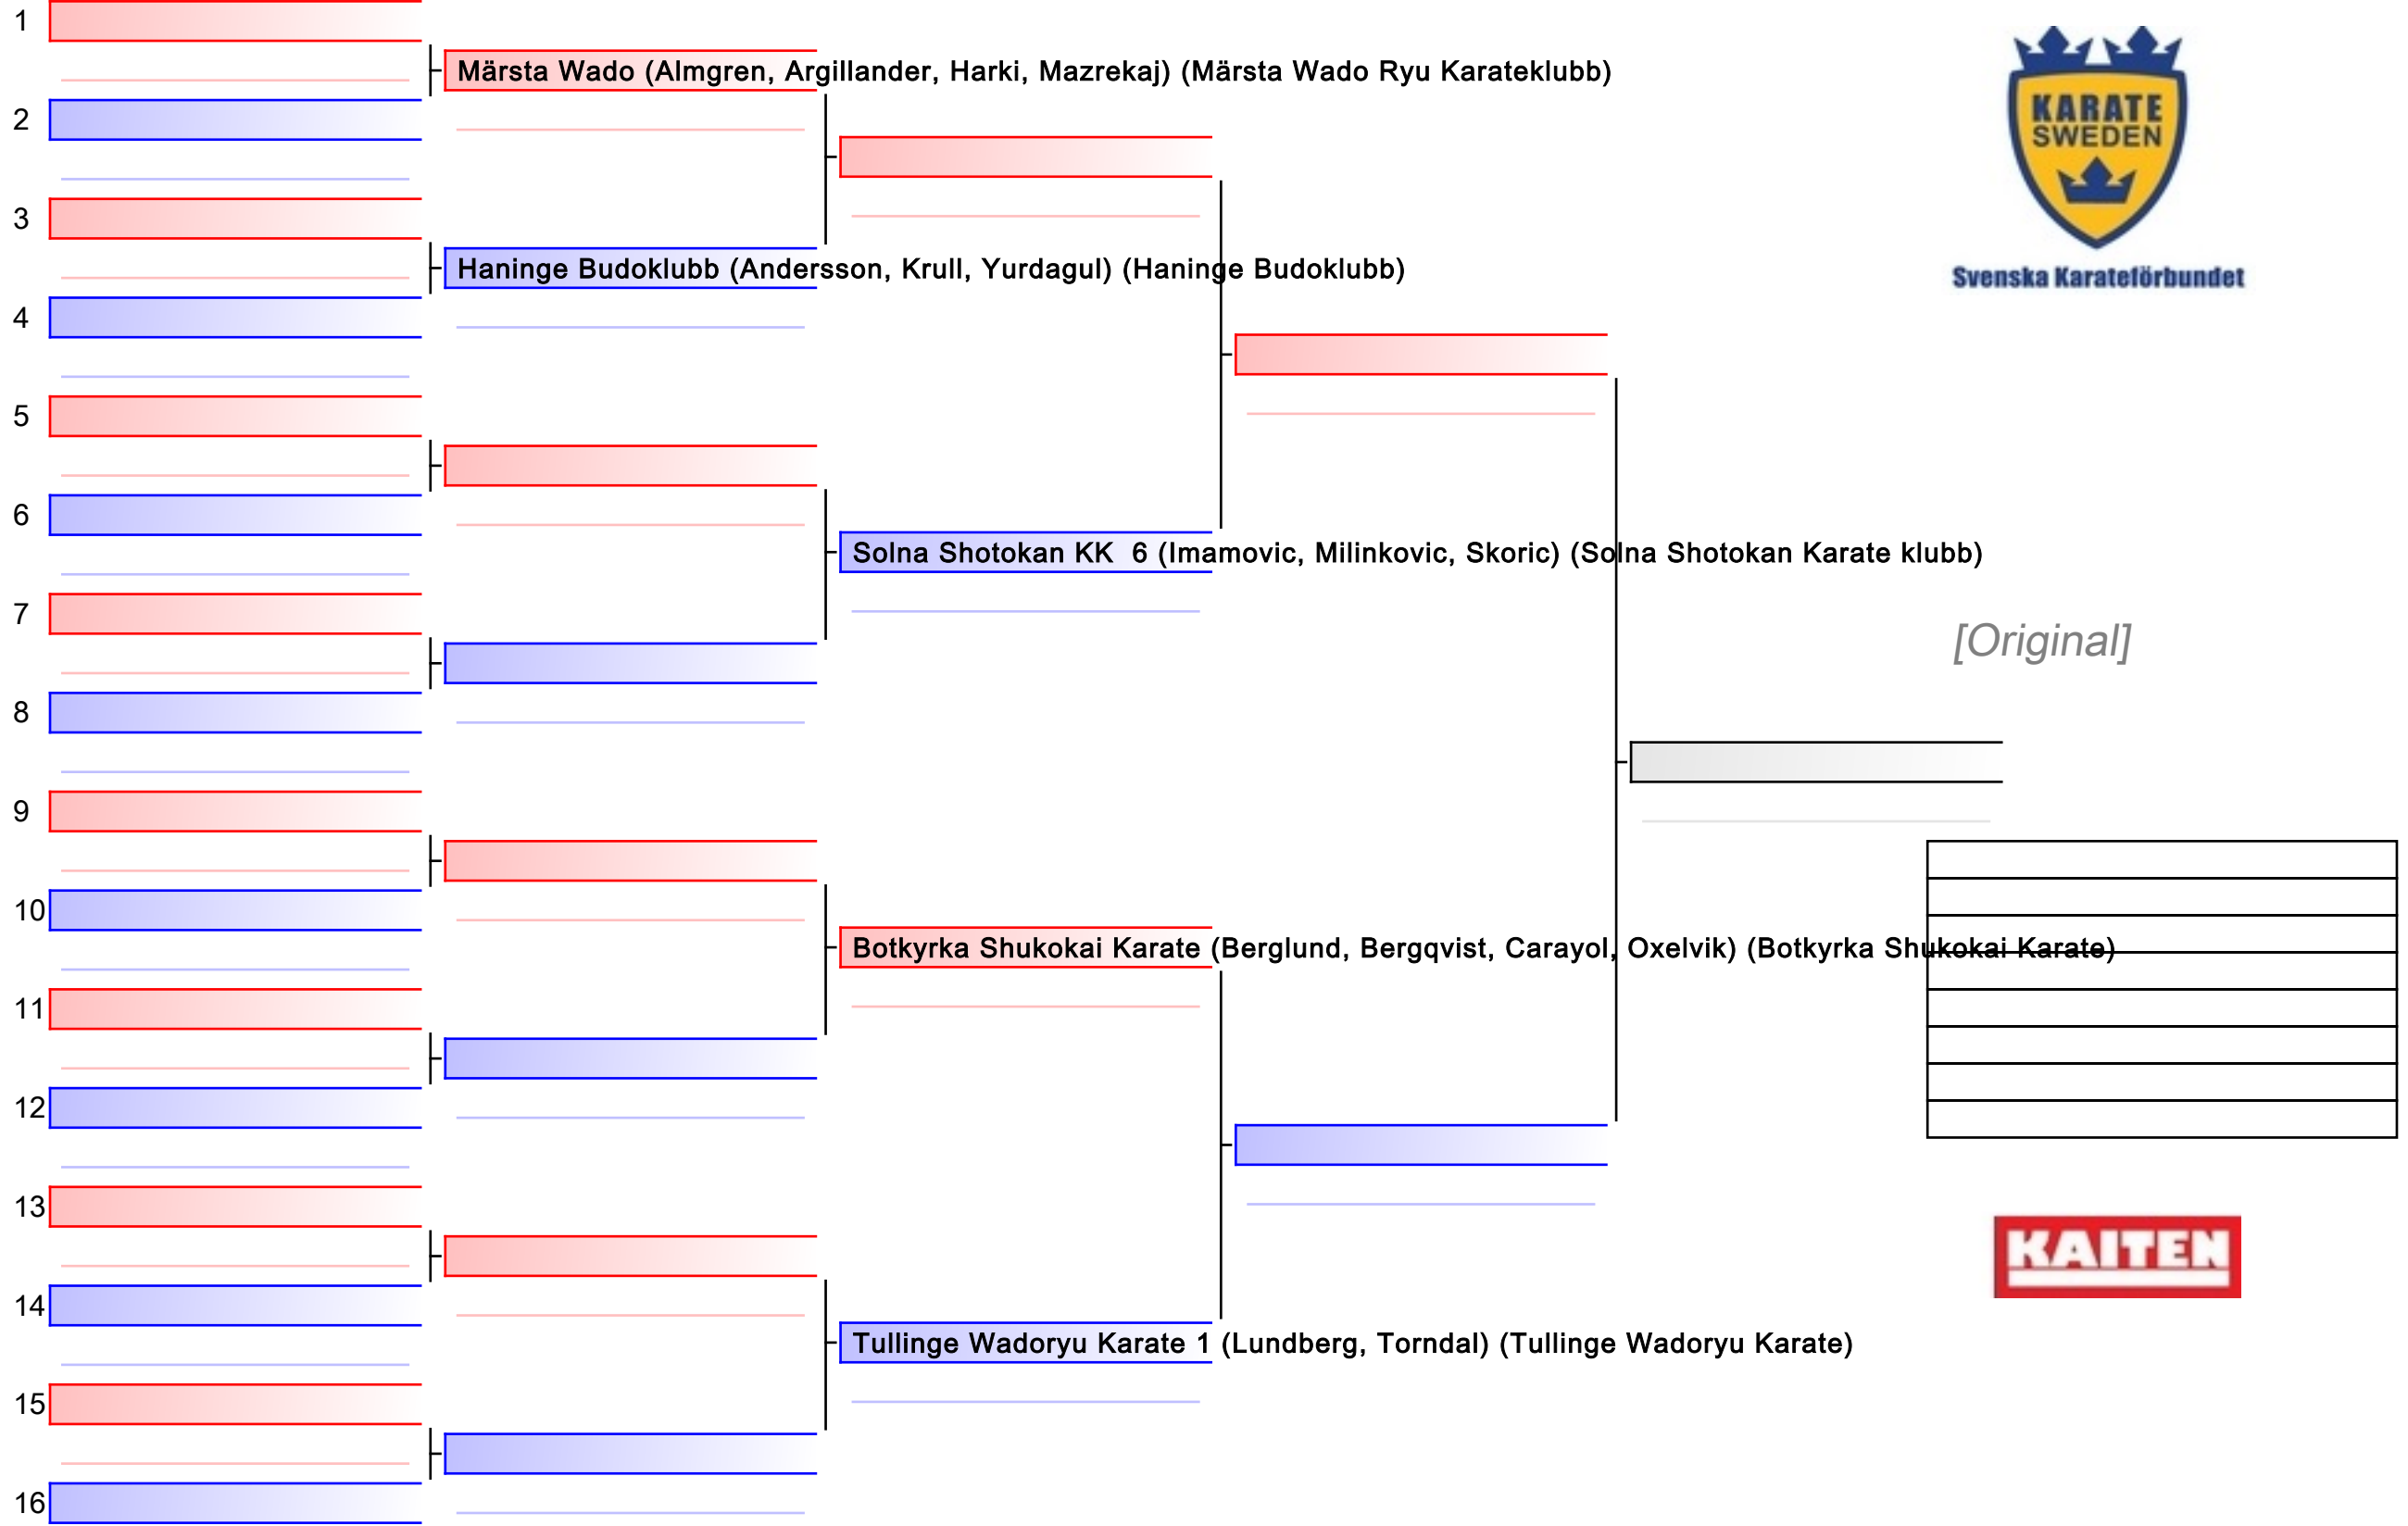 1
Märsta Wado (Almgren, Argillander, Harki, Mazrekaj) (Märsta Wado Ryu Karateklubb)
2
3
Haninge Budoklubb (Andersson, Krull, Yurdagul) (Haninge Budoklubb)
4
5
6
Solna Shotokan KK  6 (Imamovic, Milinkovic, Skoric) (Solna Shotokan Karate klubb)
7
8
9
10
Botkyrka Shukokai Karate (Berglund, Bergqvist, Carayol, Oxelvik) (Botkyrka Shukokai Karate)
11
12
13
14
Tullinge Wadoryu Karate 1 (Lundberg, Torndal) (Tullinge Wadoryu Karate)
15
16
KARATE
SWEDEN
Svenska Karateförbundet
[Original]
KAITEN